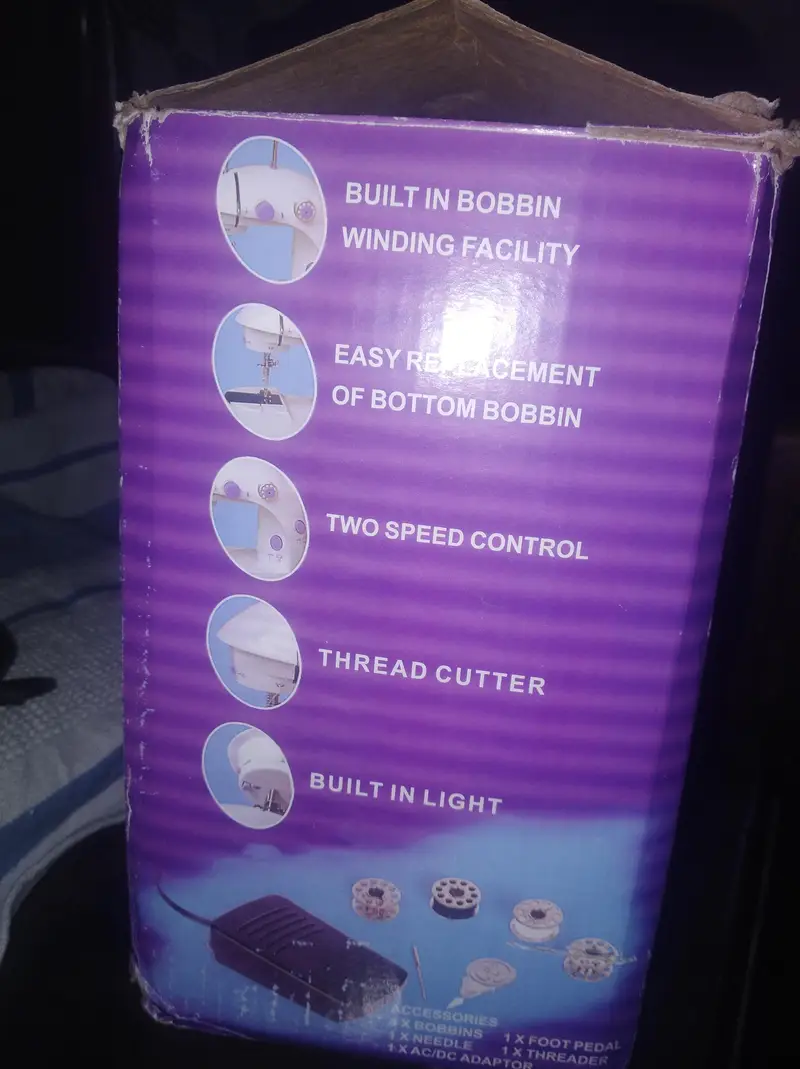 BUILT IN BOBBIN
WINDING FACILITY
EASY REPLACEMENT
OF BOTTOM BOBBIN
TWO SPEED CONTROL
THREAD CUTTER
BUILT IN LIGHT
ACCESSORIES
4 X BOBBINS
1 X NEEDLE
1 X AC/DC ADAPTOR
1 X FOOT PEDAL
1 X THREADER